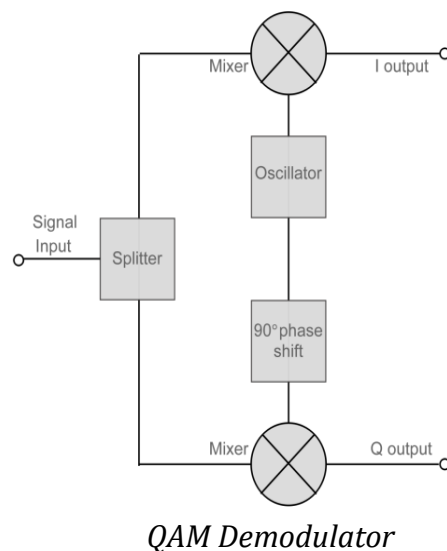 Mixer
I output
Oscillator
Signal
Input
Splitter
90°phase
shift
Mixer
Q output
QAM Demodulator